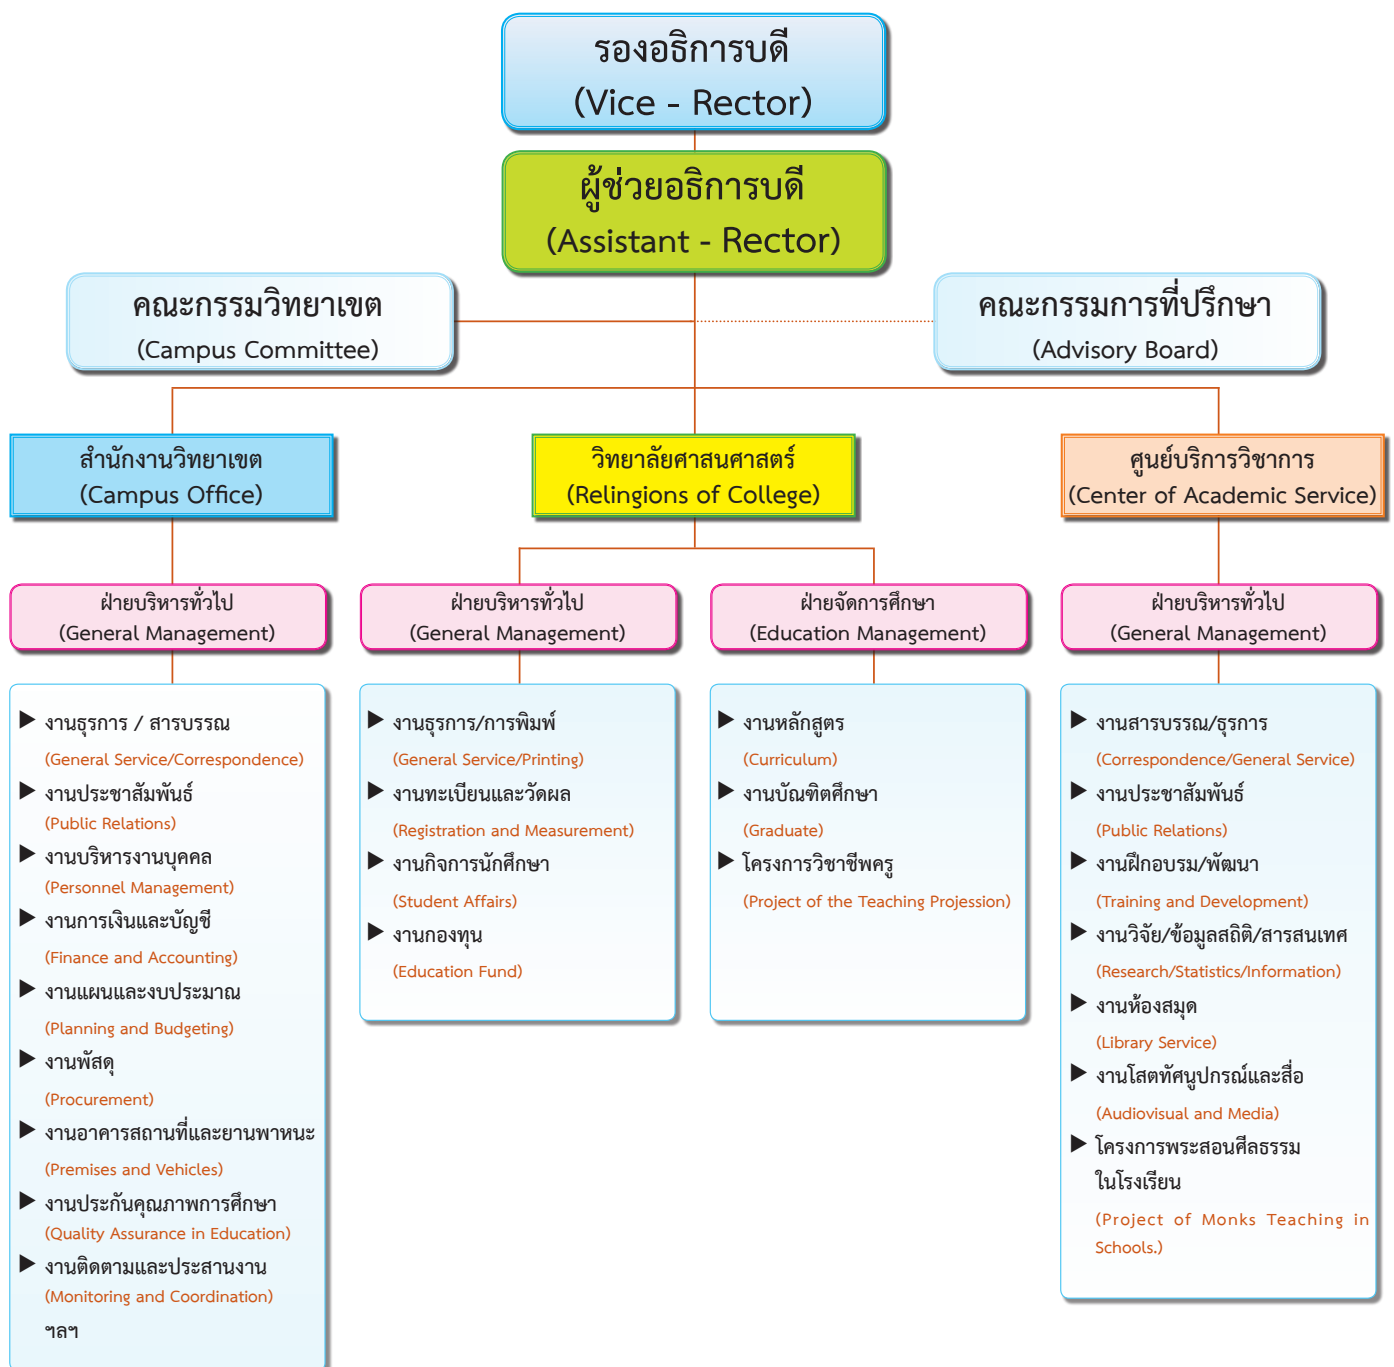 รองอธิการบดี
(Vice - Rector)
ผู้ช่วยอธิการบดี
(Assistant - Rector)
คณะกรรมวิทยาเขต
(Campus Committee)
คณะกรรมการที่ปรึกษา
(Advisory Board)
สำนักงานวิทยาเขต
(Campus Office)
วิทยาลัยศาสนศาสตร์
(Relingions of College)
ศูนย์บริการวิชาการ
(Center of Academic Service)
ฝ่ายบริหารทั่วไป
(General Management)
ฝ่ายบริหารทั่วไป
(General Management)
ฝ่ายจัดการศึกษา
(Education Management)
ฝ่ายบริหารทั่วไป
(General Management)
▶ งานธุรการ / สารบรรณ
(General Service/Correspondence)
▶ งานประชาสัมพันธ์
(Public Relations)
▶ งานบริหารงานบุคคล
(Personnel Management)
▶ งานการเงินและบัญชี
(Finance and Accounting)
▶ งานแผนและงบประมาณ
(Planning and Budgeting)
▶ งานพัสดุ
(Procurement)
▶ งานอาคารสถานที่และยานพาหนะ
(Premises and Vehicles)
▶ งานประกันคุณภาพการศึกษา
(Quality Assurance in Education)
▶ งานติดตามและประสานงาน
(Monitoring and Coordination)
ฯลฯ
▶ งานธุรการ/การพิมพ์
(General Service/Printing)
▶ งานทะเบียนและวัดผล
(Registration and Measurement)
▶ งานกิจการนักศึกษา
(Student Affairs)
▶ งานกองทุน
(Education Fund)
▶ งานหลักสูตร
(Curriculum)
▶ งานบัณฑิตศึกษา
(Graduate)
▶ โครงการวิชาชีพครู
(Project of the Teaching Projession)
▶ งานสารบรรณ/ธุรการ
(Correspondence/General Service)
▶ งานประชาสัมพันธ์
(Public Relations)
▶ งานฝึกอบรม/พัฒนา
(Training and Development)
▶ งานวิจัย/ข้อมูลสถิติ/สารสนเทศ
(Research/Statistics/Information)
▶ งานห้องสมุด
(Library Service)
▶ งานโสตทัศนูปกรณ์และสื่อ
(Audiovisual and Media)
▶ โครงการพระสอนศีลธรรม
ในโรงเรียน
(Project of Monks Teaching in
Schools.)